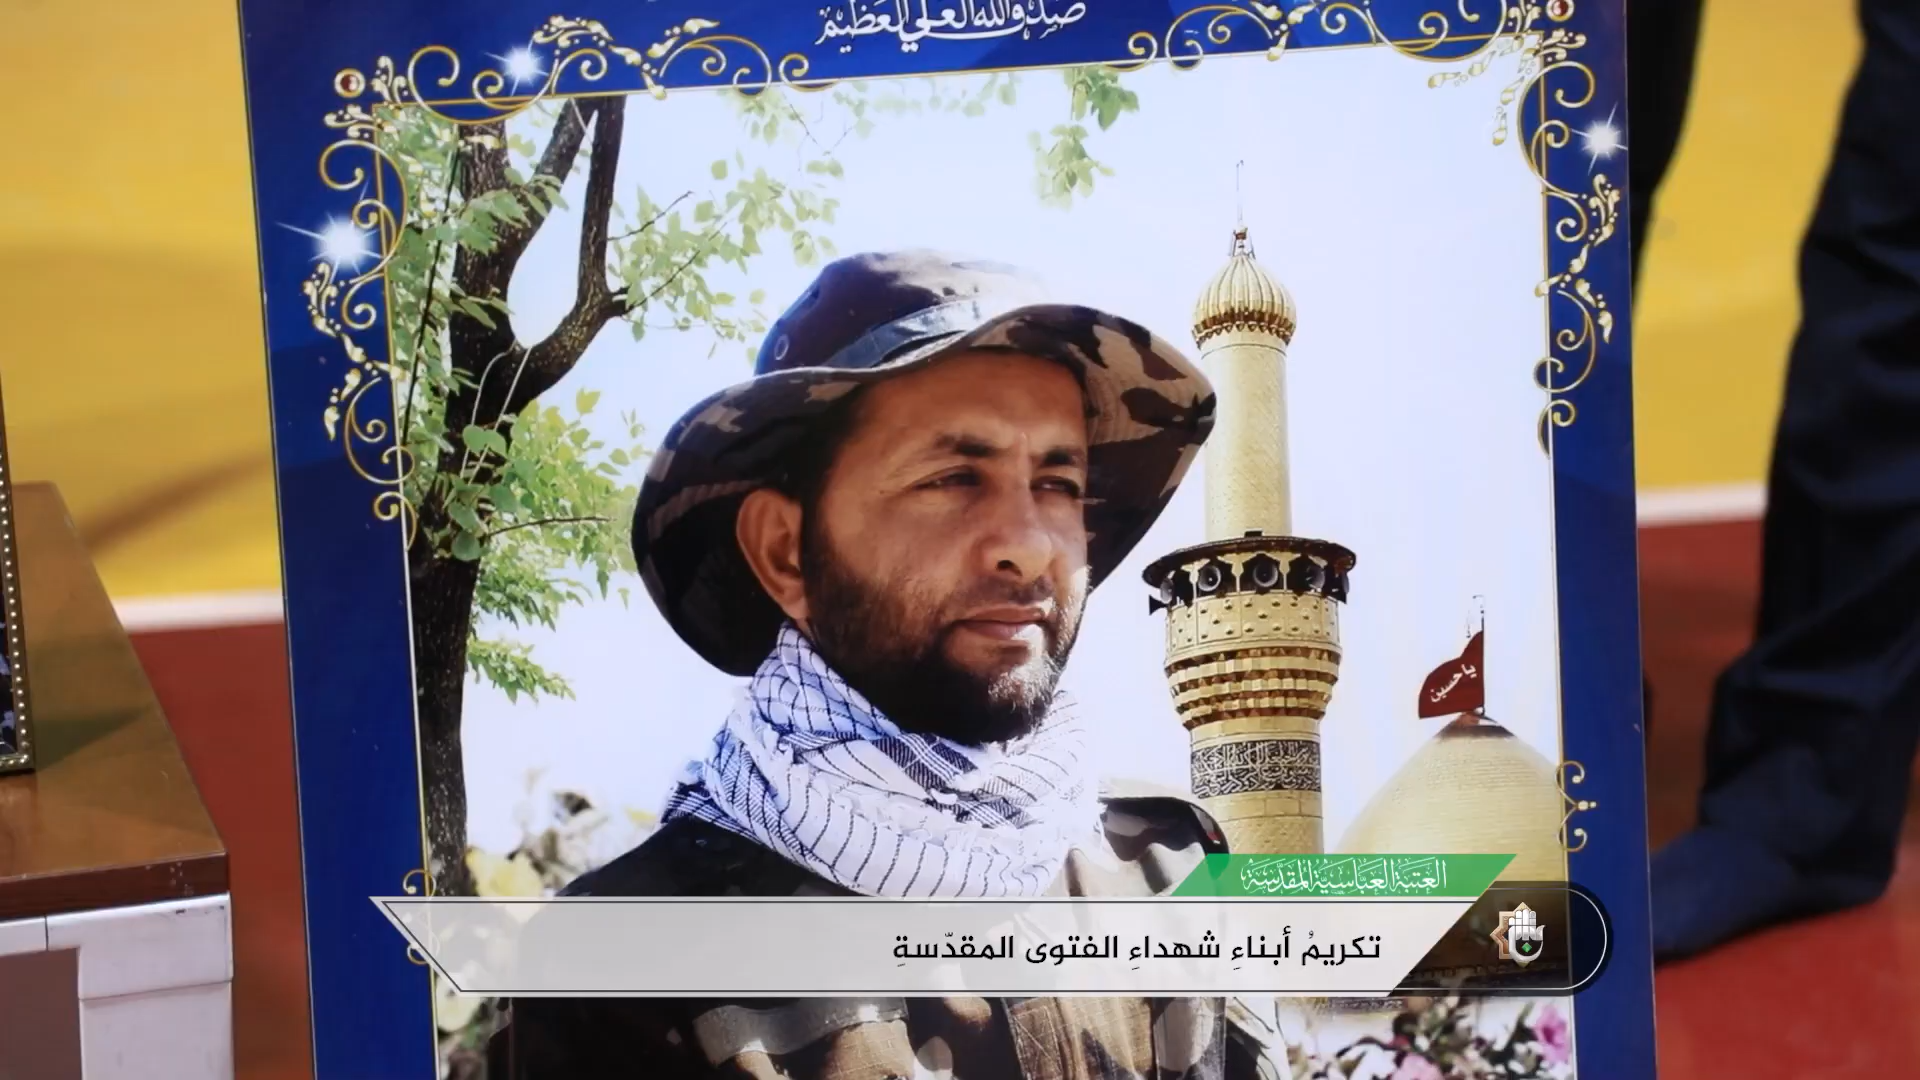 صدق الله العلي العظيم
يا حسين
العتبة العباسية المقدسة
تكريمُ أبناءِ شهداءِ الفتوى المقدّسةِ